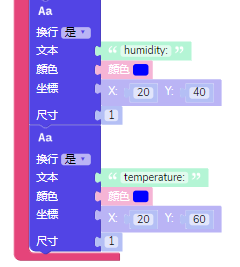 Aa
換行 是
文本 “ humidity: ”
顏色 顏色
坐標 X: 20 Y: 40
尺寸 1
Aa
換行 是
文本 “ temperature: ”
顏色 顏色
坐標 X: 20 Y: 60
尺寸 1